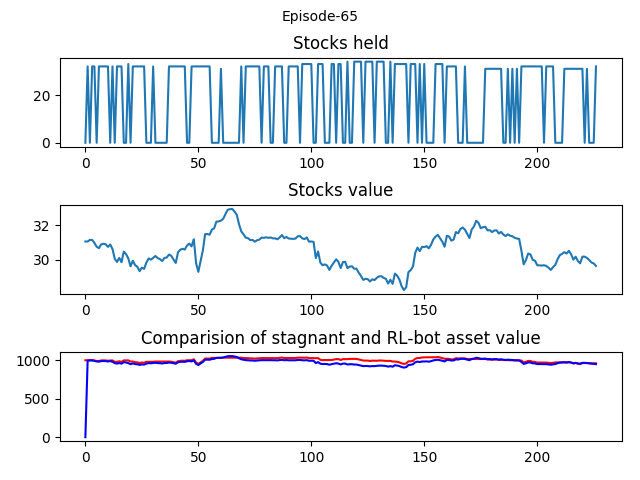 Episode-65
Stocks held
20
0
0 50 100 150 200
Stocks value
32
30
0 50 100 150 200
Comparision of stagnant and RL-bot asset value
1000
500
0
0 50 100 150 200